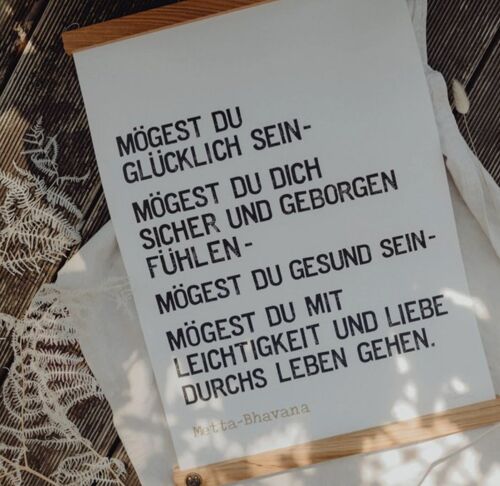 MÖGEST DU
GLÜCKLICH SEIN-
MÖGEST DU DICH
SICHER UND GEBORGEN
FÜHLEN-
MÖGEST DU GESUND SEIN-
MÖGEST DU MIT
LEICHTIGKEIT UND LIEBE
DURCHS LEBEN GEHEN.
Metta-Bhavana